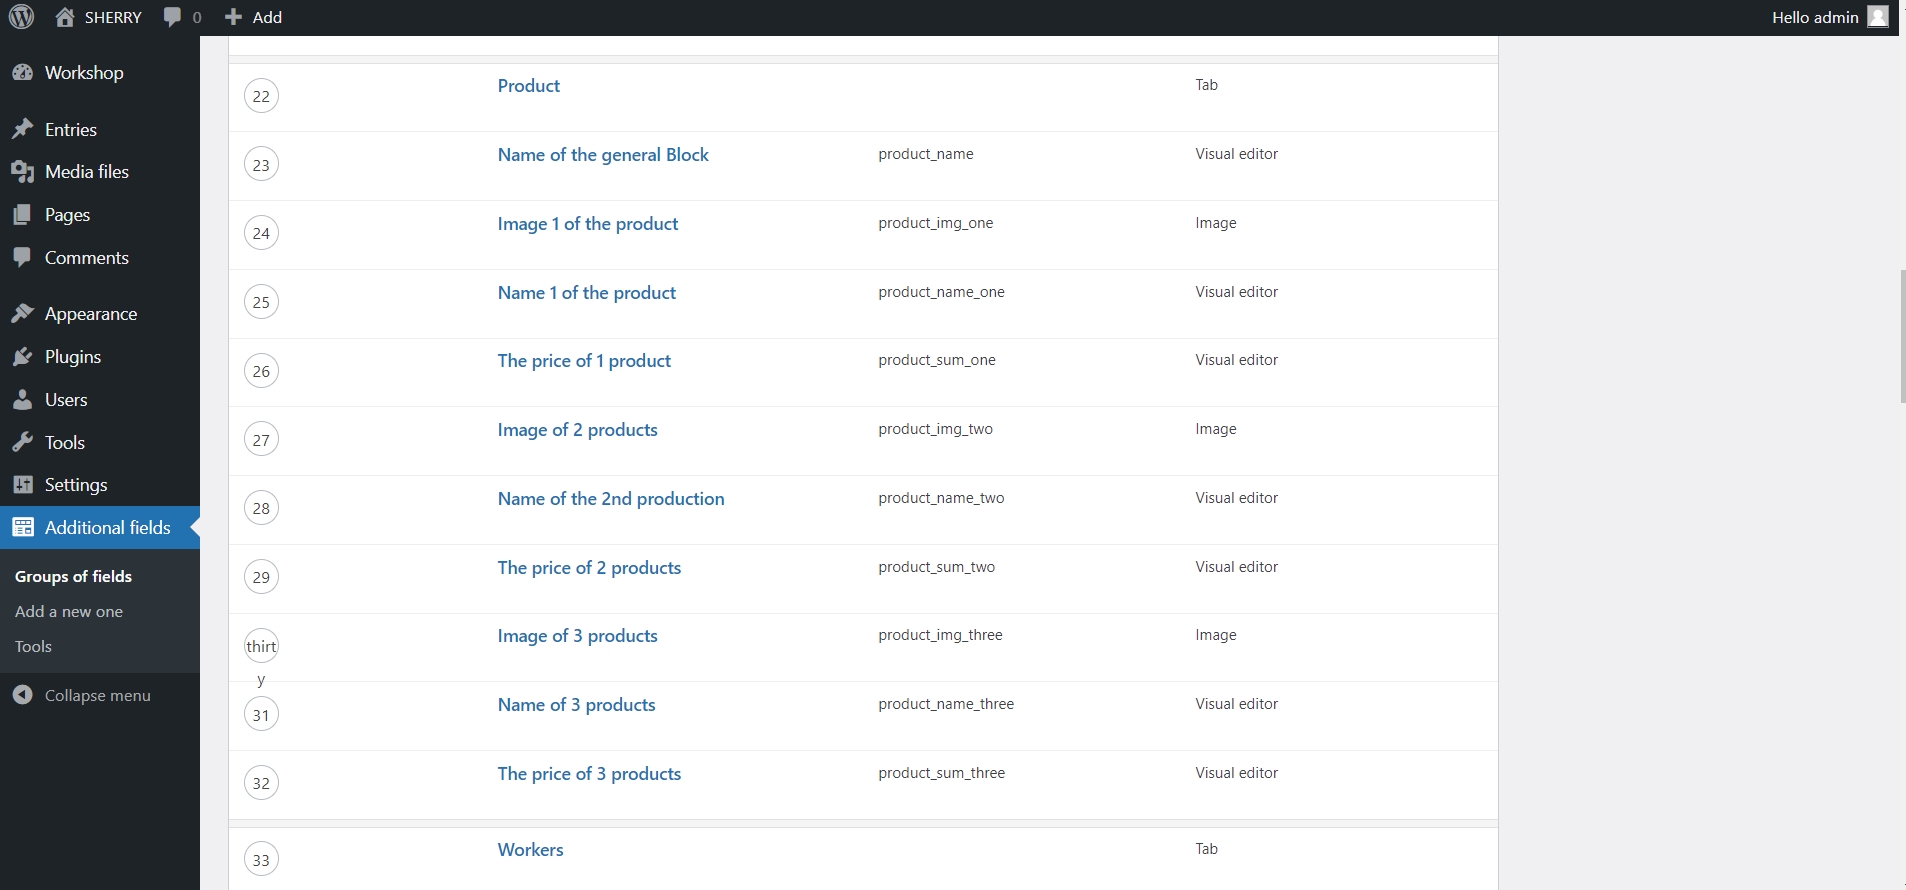 SHERRY 0 Add Hello admin
Workshop
Entries
Media files
Pages
Comments
Appearance
Plugins
Users
Tools
Settings
Additional fields
Groups of fields
Add a new one
Tools
Collapse menu
22 Product Tab
23 Name of the general Block product_name Visual editor
24 Image 1 of the product product_img_one Image
25 Name 1 of the product product_name_one Visual editor
26 The price of 1 product product_sum_one Visual editor
27 Image of 2 products product_img_two Image
28 Name of the 2nd production product_name_two Visual editor
29 The price of 2 products product_sum_two Visual editor
thirt Image of 3 products product_img_three Image
y
31 Name of 3 products product_name_three Visual editor
32 The price of 3 products product_sum_three Visual editor
33 Workers Tab